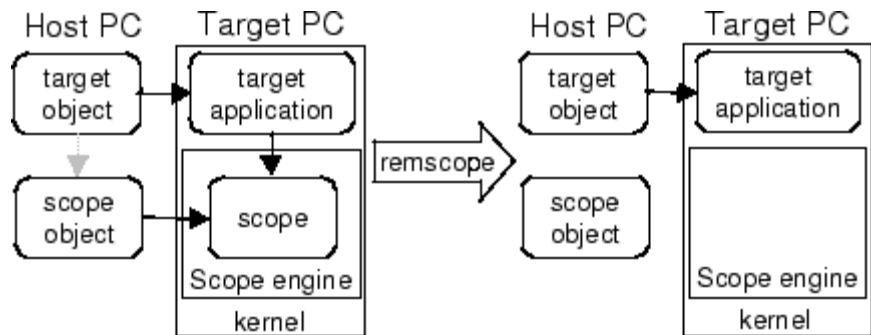 Host PC
Target PC
target
object
target
application
scope
object
scope
Scope engine
kernel
remscope
Host PC
Target PC
target
object
target
application
scope
object
Scope engine
kernel